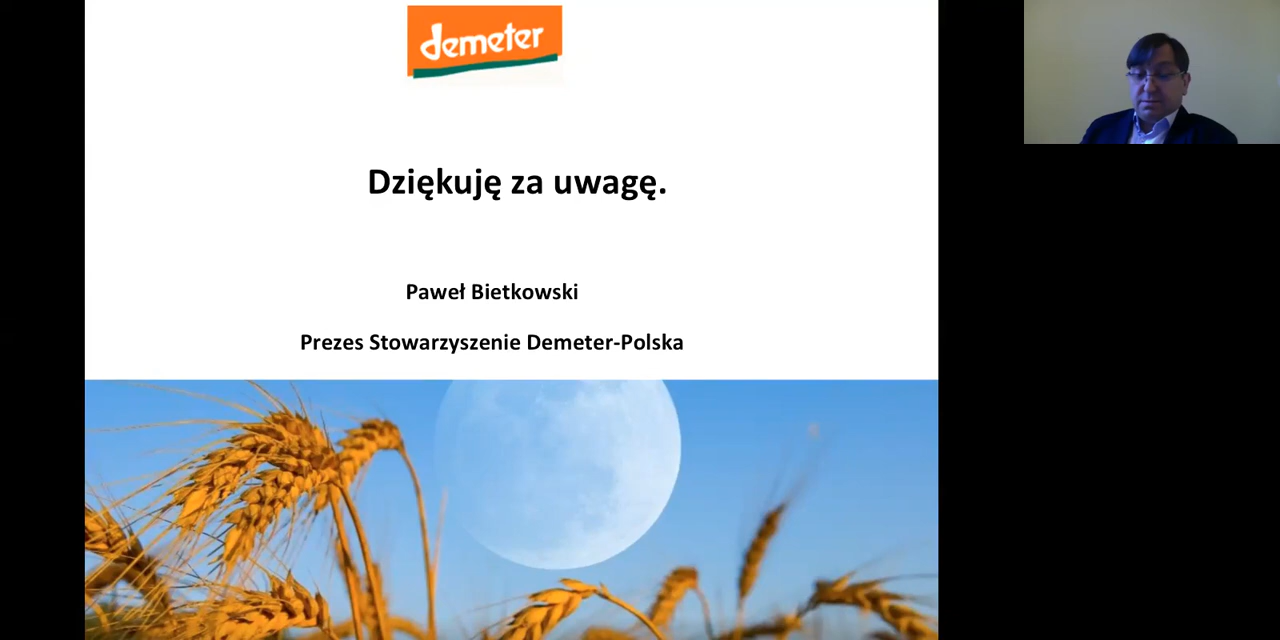 demeter
Dziękuję za uwagę.
Paweł Bietkowski
Prezes Stowarzyszenie Demeter-Polska